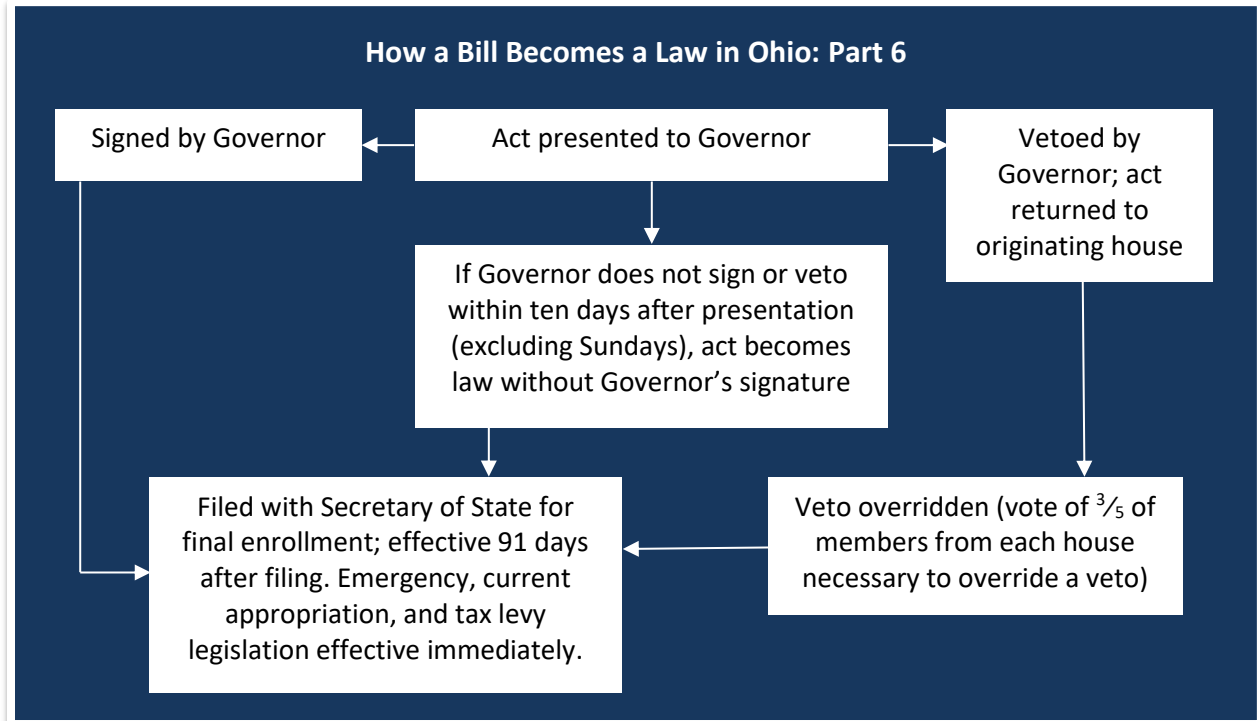 How a Bill Becomes a Law in Ohio: Part 6
Signed by Governor
Act presented to Governor
Vetoed by
Governor; act
returned to
originating house
If Governor does not sign or veto
within ten days after presentation
(excluding Sundays), act becomes
law without Governor’s signature
Filed with Secretary of State for
final enrollment; effective 91 days
after filing. Emergency, current
appropriation, and tax levy
legislation effective immediately.
Veto overridden (vote of ³⁄₅ of
members from each house
necessary to override a veto)